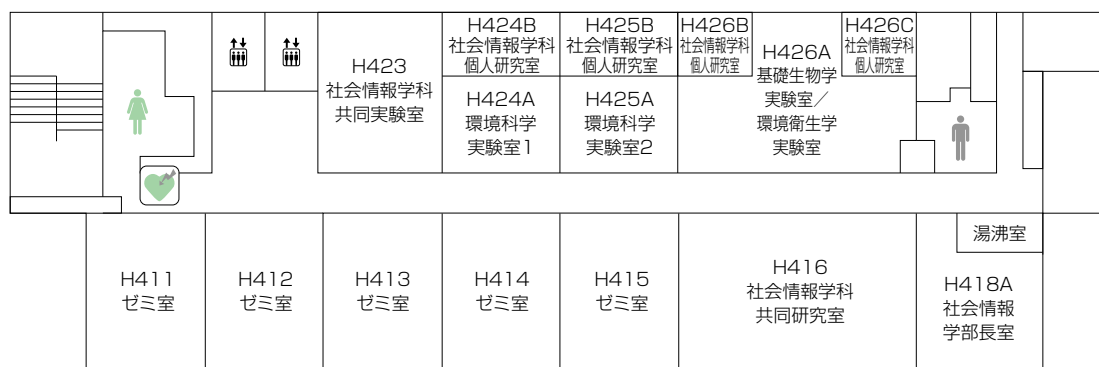 H423
社会情報学科
共同実験室
H424B
社会情報学科
個人研究室
H424A
環境科学
実験室1
H425B
社会情報学科
個人研究室
H425A
環境科学
実験室2
H426B
社会情報学科
個人研究室
H426A
基礎生物学
実験室／
環境衛生学
実験室
H426C
社会情報学科
個人研究室
H411
ゼミ室
H412
ゼミ室
H413
ゼミ室
H414
ゼミ室
H415
ゼミ室
H416
社会情報学科
共同研究室
湯沸室
H418A
社会情報
学部長室